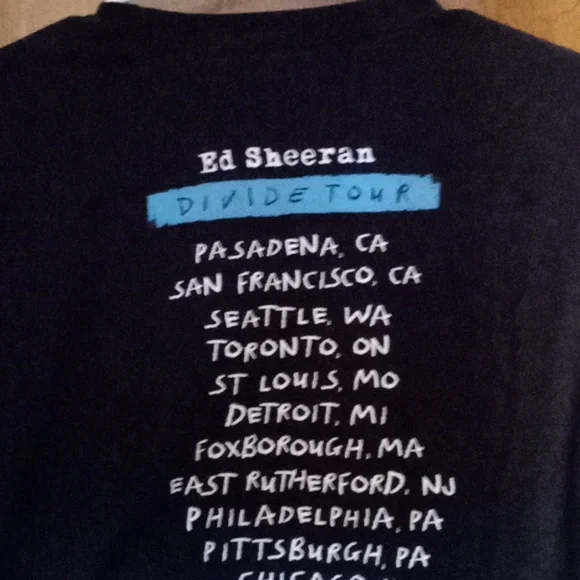 Ed Sheeran
DIVIDE TOUR
PASADENA, CA
SAN FRANCISCO, CA
SEATTLE, WA
TORONTO, ON
ST LOUIS, MO
DETROIT, MI
FOXBOROUGH, MA
EAST RUTHERFORD, NJ
PHILADELPHIA, PA
PITTSBURGH, PA
CHICAGO